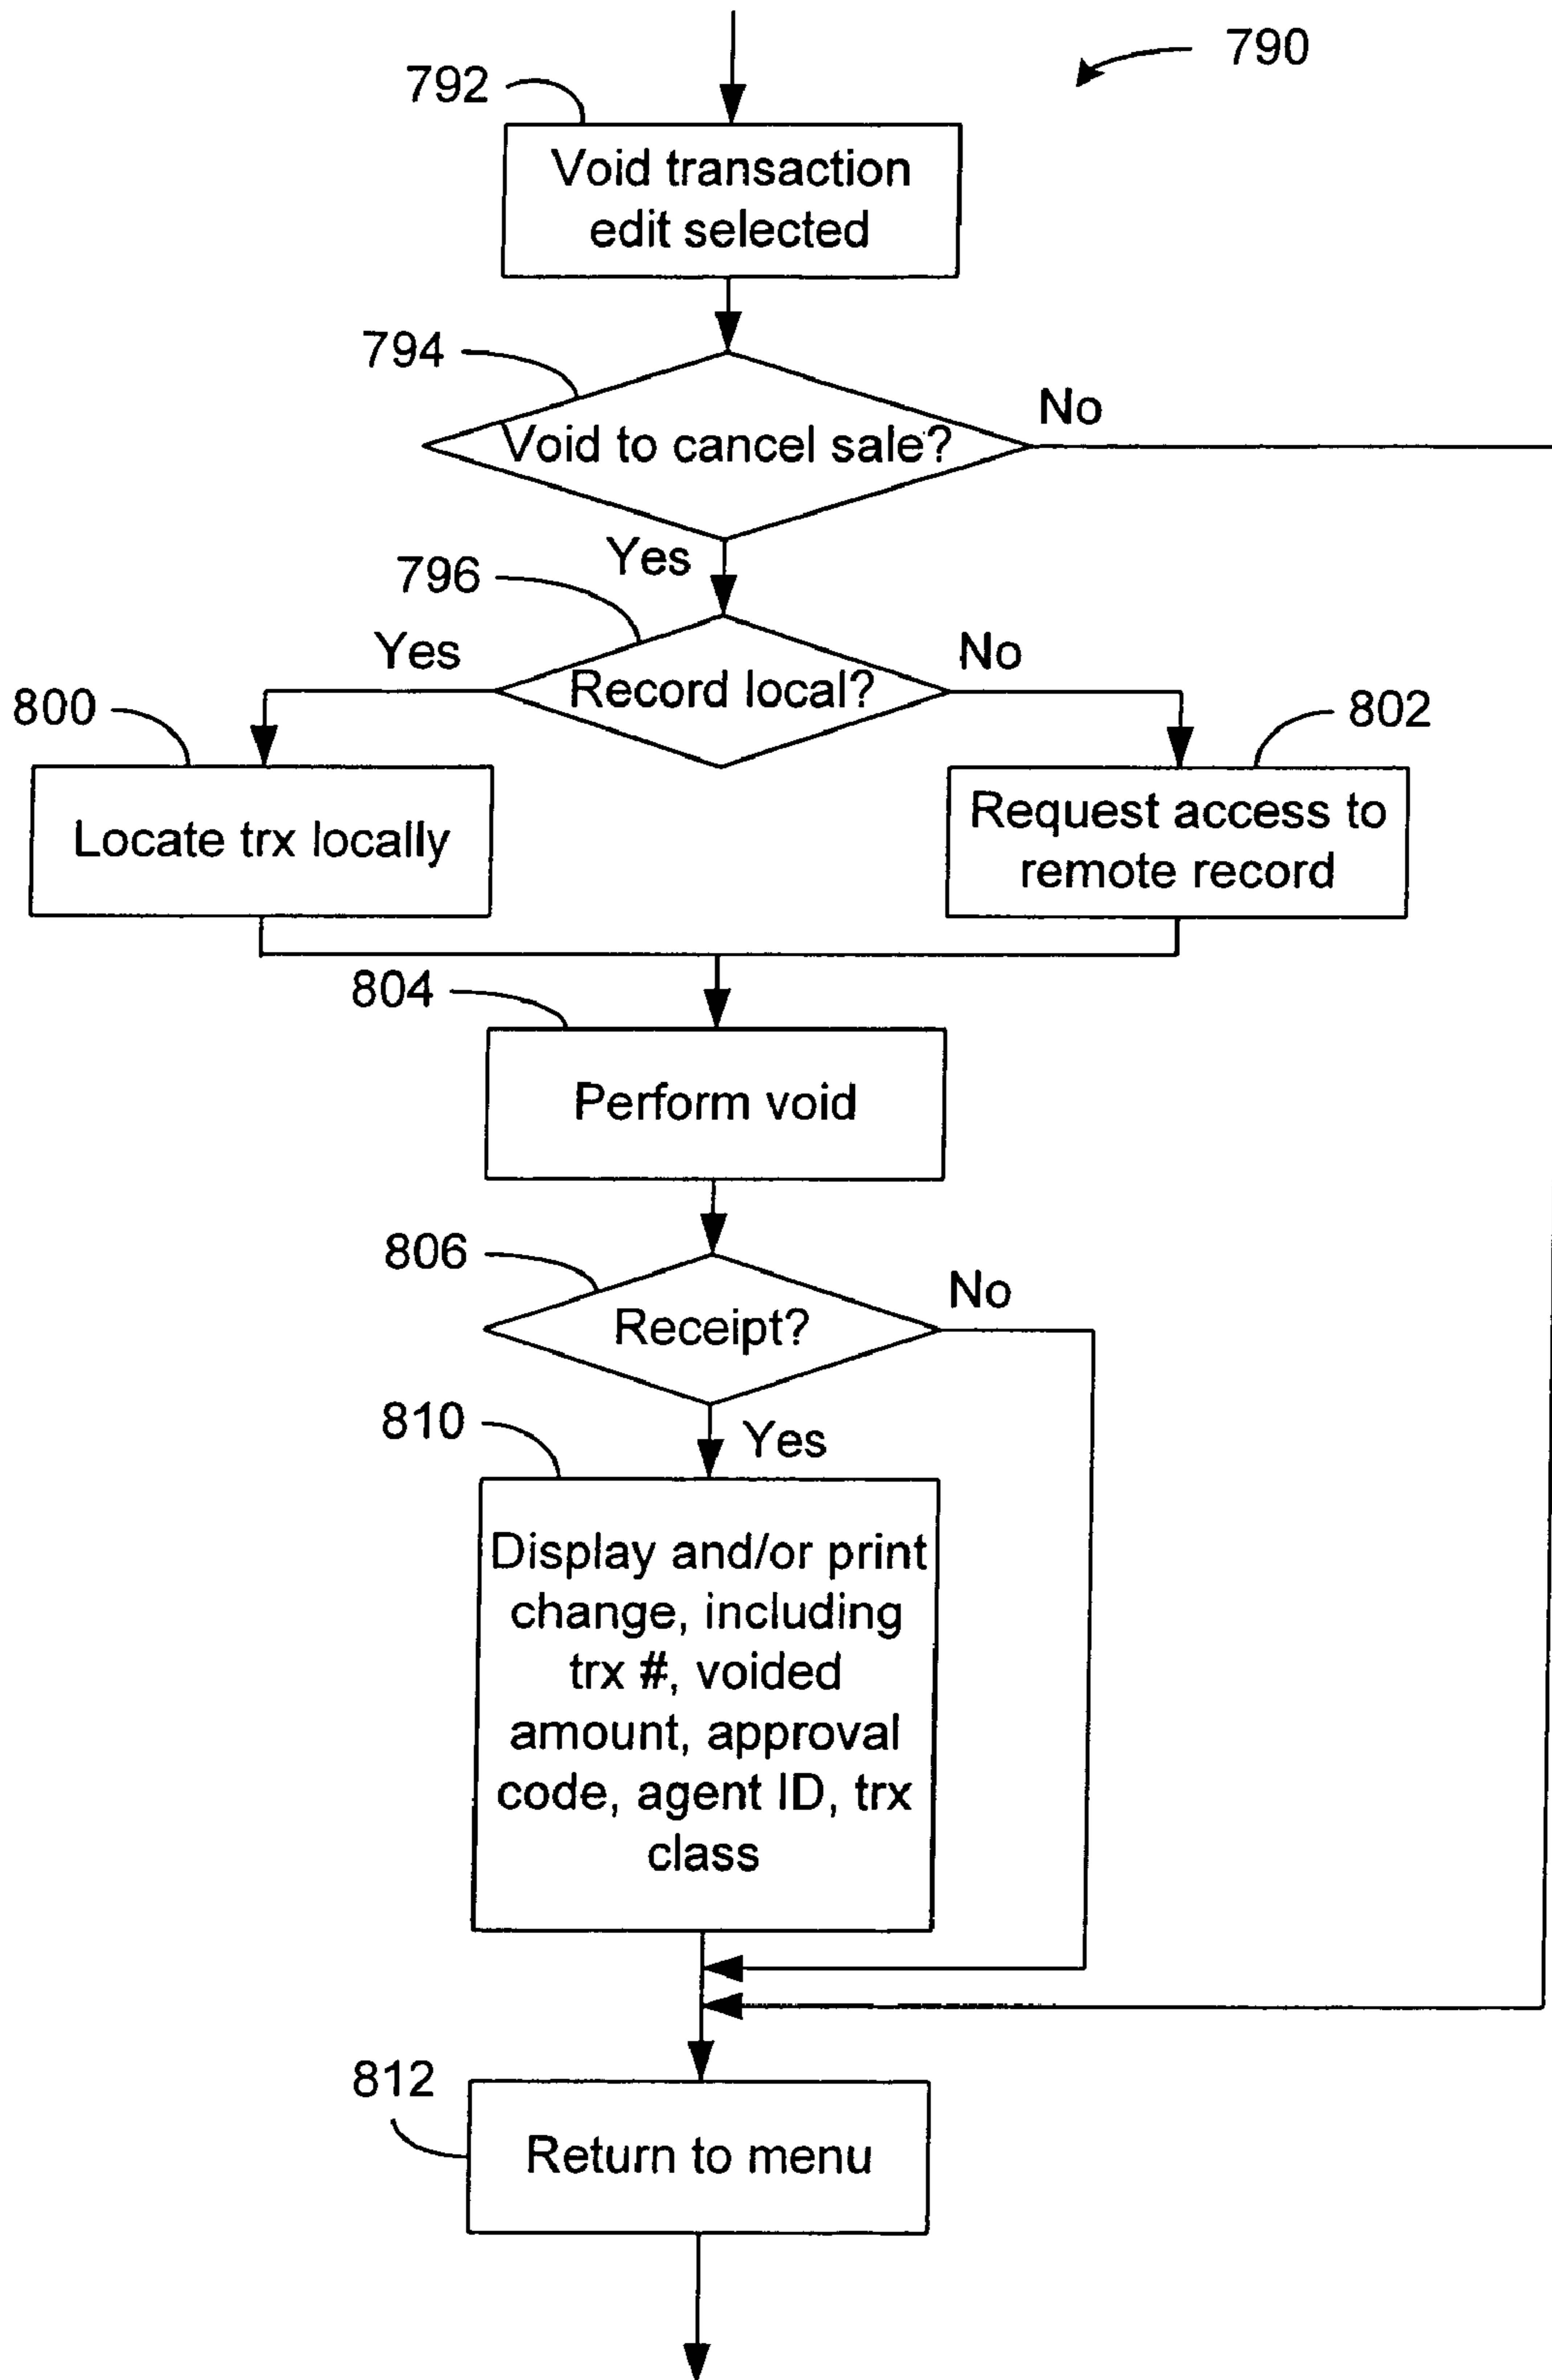 790
792
Void transaction
edit selected
794
No
Void to cancel sale?
Yes
796
Yes
No
Record local?
800
802
Locate trx locally
Request access to
remote record
804
Perform void
806
No
Receipt?
810
Yes
Display and/or print
change, including
trx #, voided
amount, approval
code, agent ID, trx
class
812
Return to menu